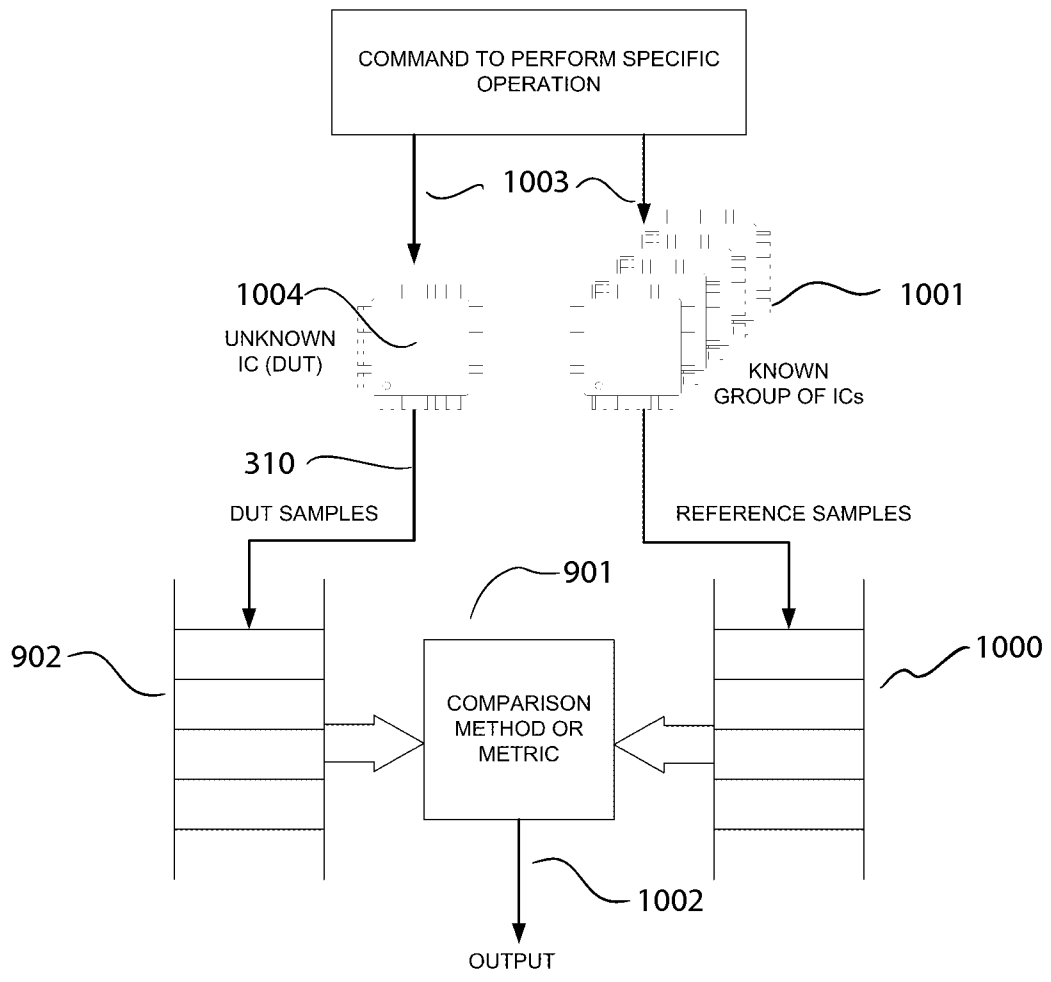 COMMAND TO PERFORM SPECIFIC
OPERATION
1003
1004
1001
UNKNOWN
IC (DUT)
KNOWN
GROUP OF ICs
310
DUT SAMPLES
REFERENCE SAMPLES
901
902
1000
COMPARISON
METHOD OR
METRIC
1002
OUTPUT